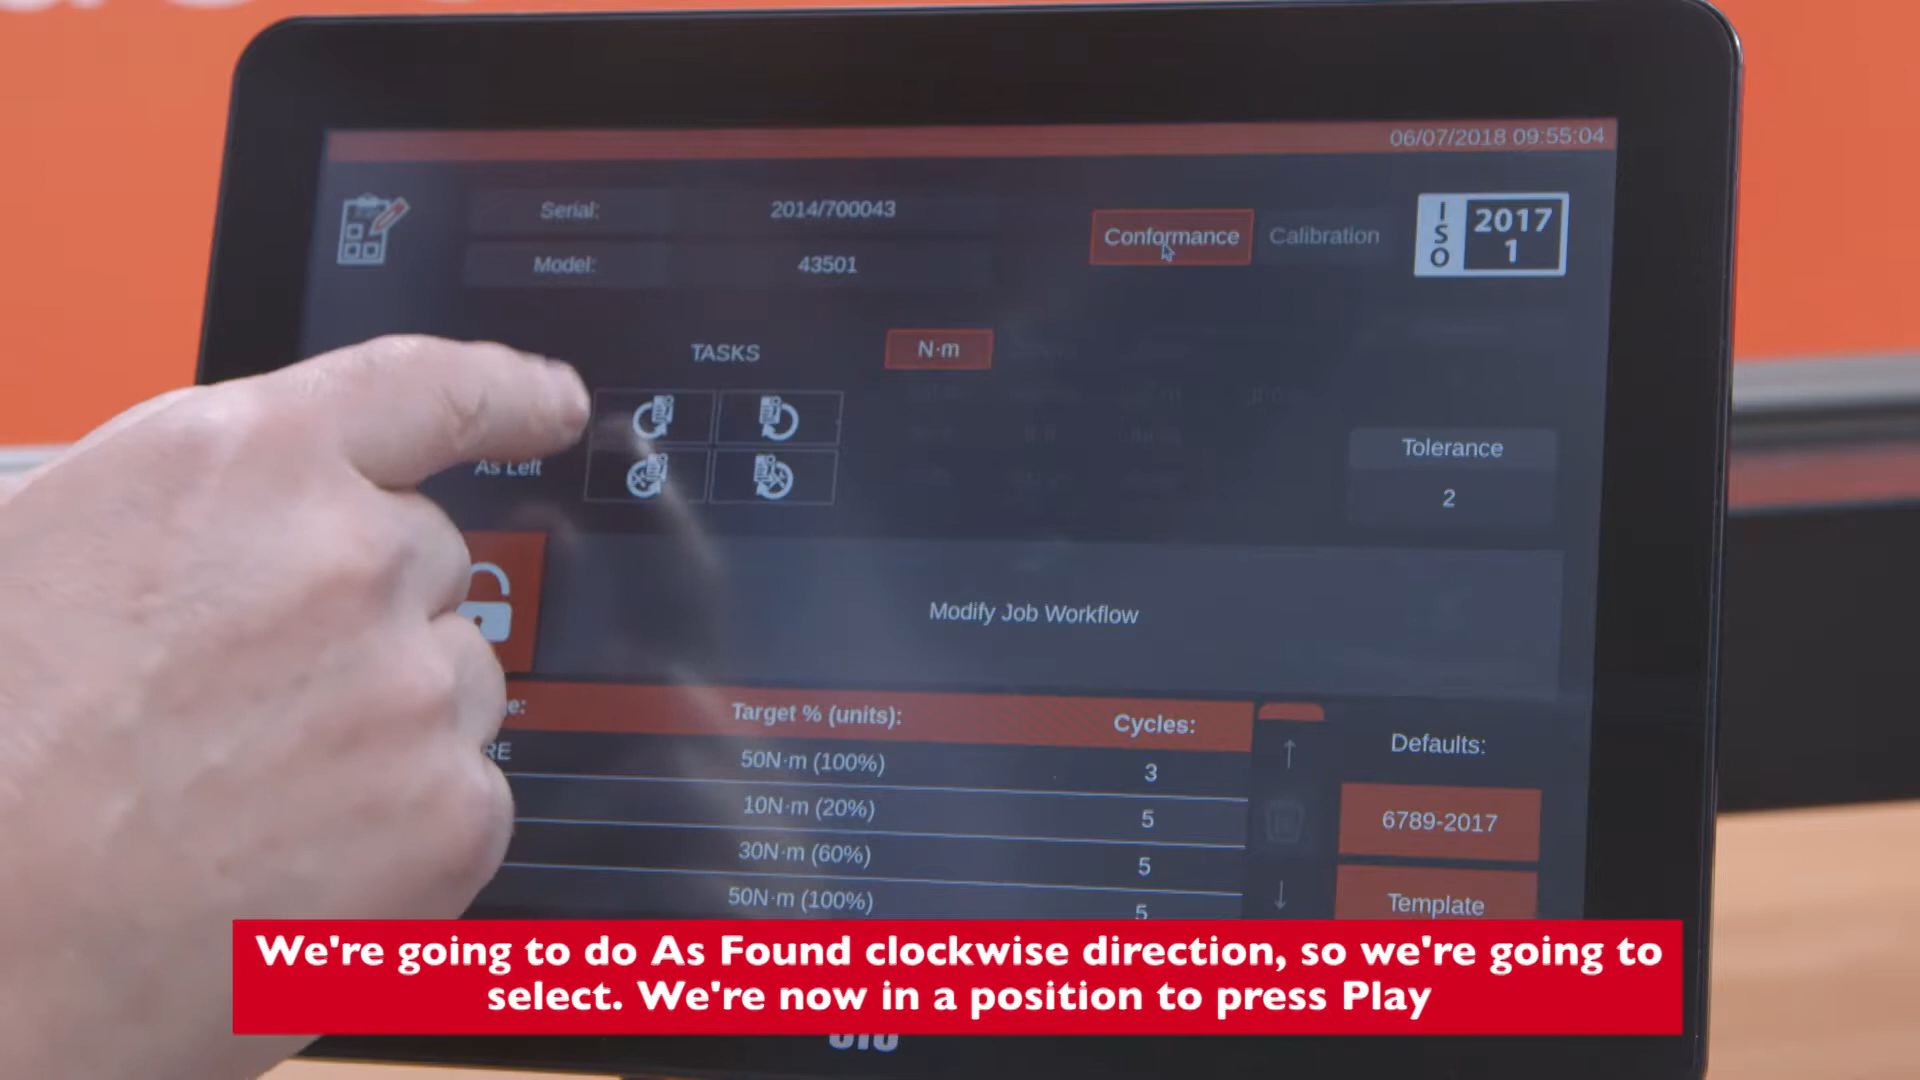 06/07/2018 09:55:04
Serial: 2014/700043
Conformance Calibration
ISO 2017 1
Model: 43501
TASKS N·m
As Left
Tolerance
2
Modify Job Workflow
Target % (units): Cycles:
50N·m (100%) 3
10N·m (20%) 5
30N·m (60%) 5
50N·m (100%) 5
Defaults:
6789-2017
Template
We're going to do As Found clockwise direction, so we're going to
select. We're now in a position to press Play